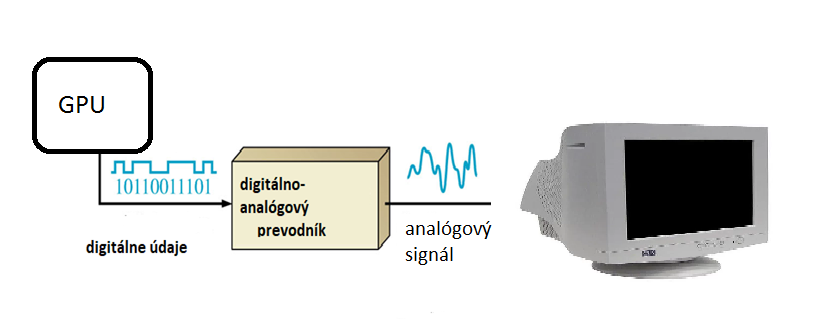 GPU
10110011101
digitálne údaje
digitálno-
analógový
prevodník
analógový
signál